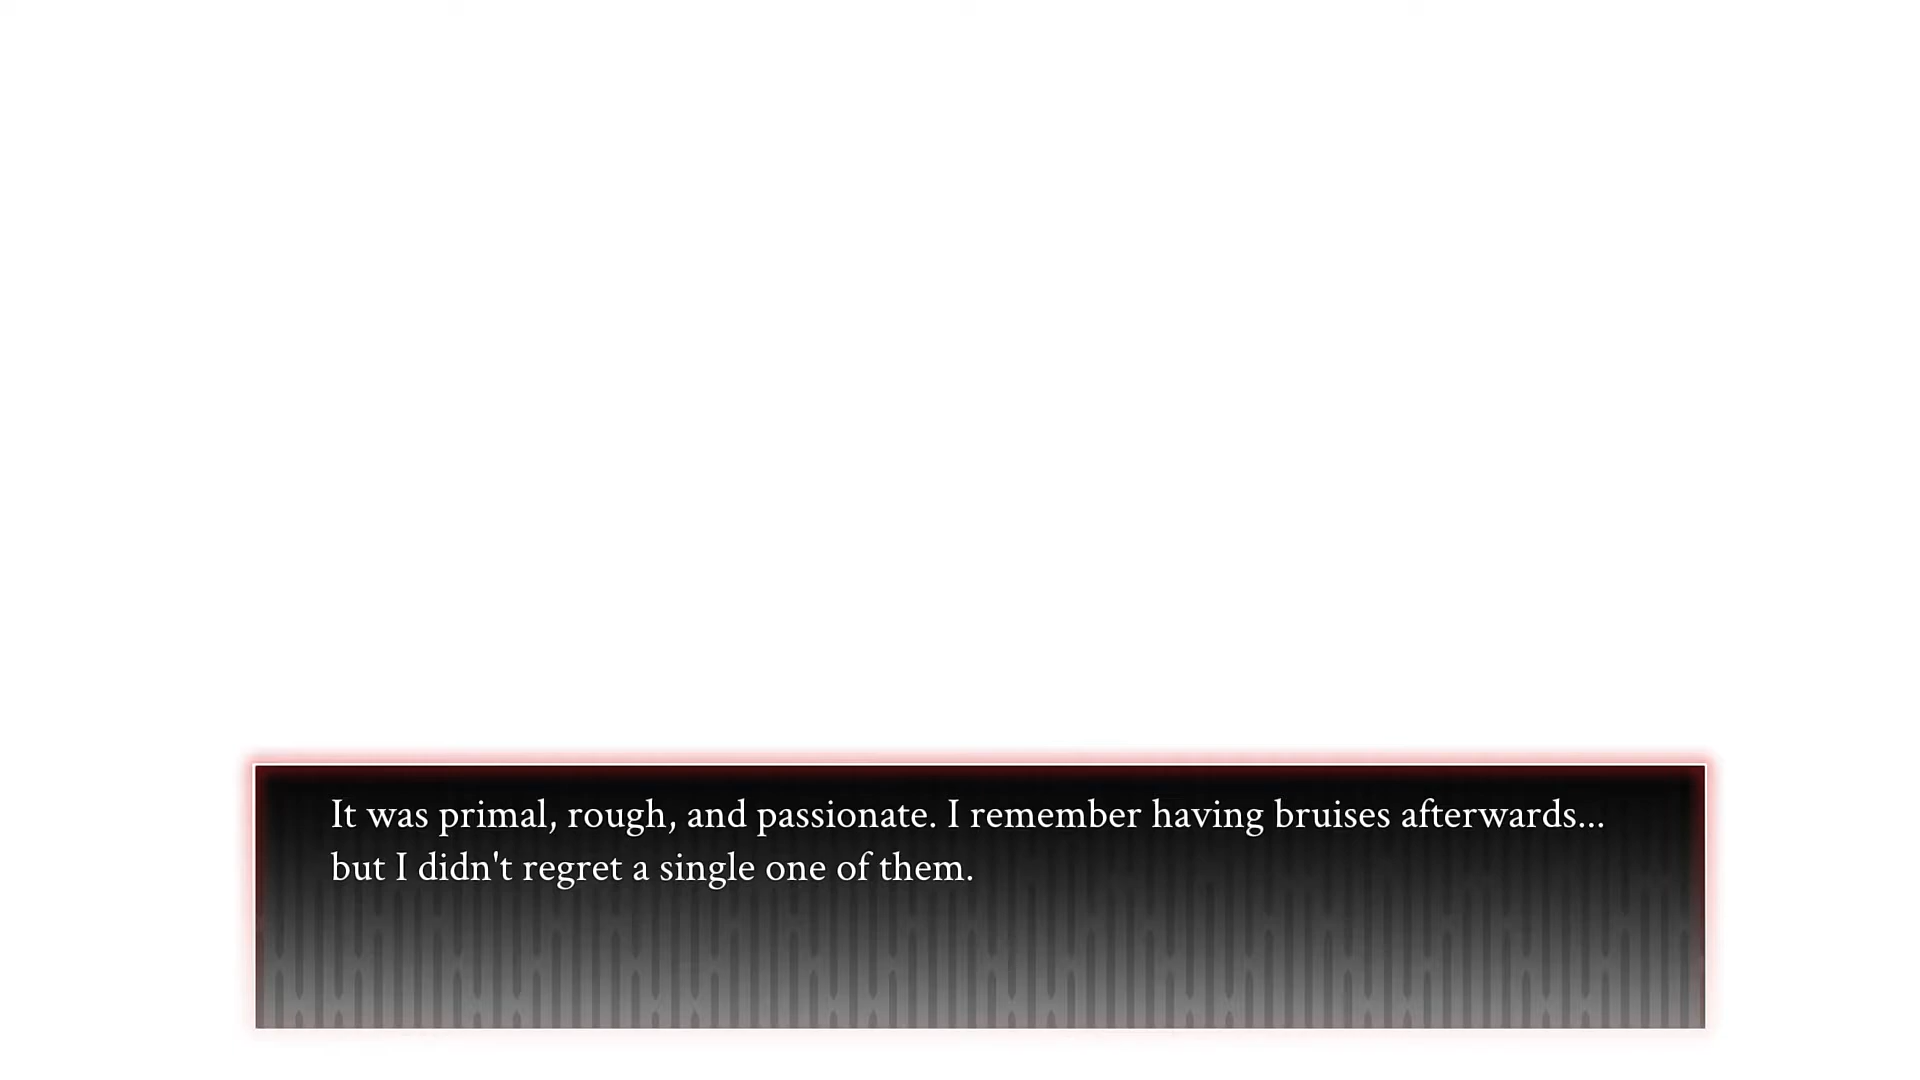 It was primal, rough, and passionate. I remember having bruises afterwards...
but I didn't regret a single one of them.